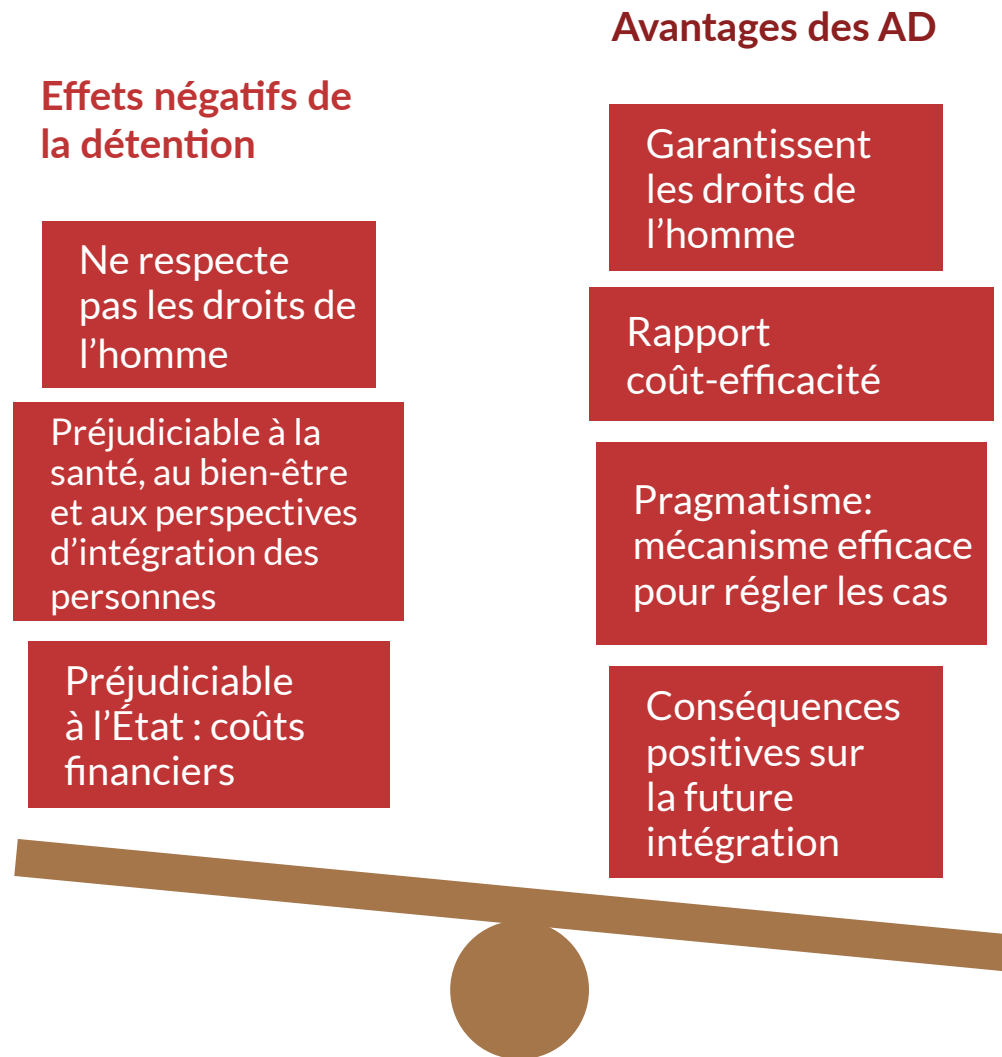 Effets négatifs de
la détention
Ne respecte
pas les droits de
l’homme
Préjudiciable à la
santé, au bien-être
et aux perspectives
d’intégration des
personnes
Préjudiciable
à l’État : coûts
financiers
Avantages des AD
Garantissent
les droits de
l’homme
Rapport
coût-efficacité
Pragmatisme:
mécanisme efficace
pour régler les cas
Conséquences
positives sur
la future
intégration